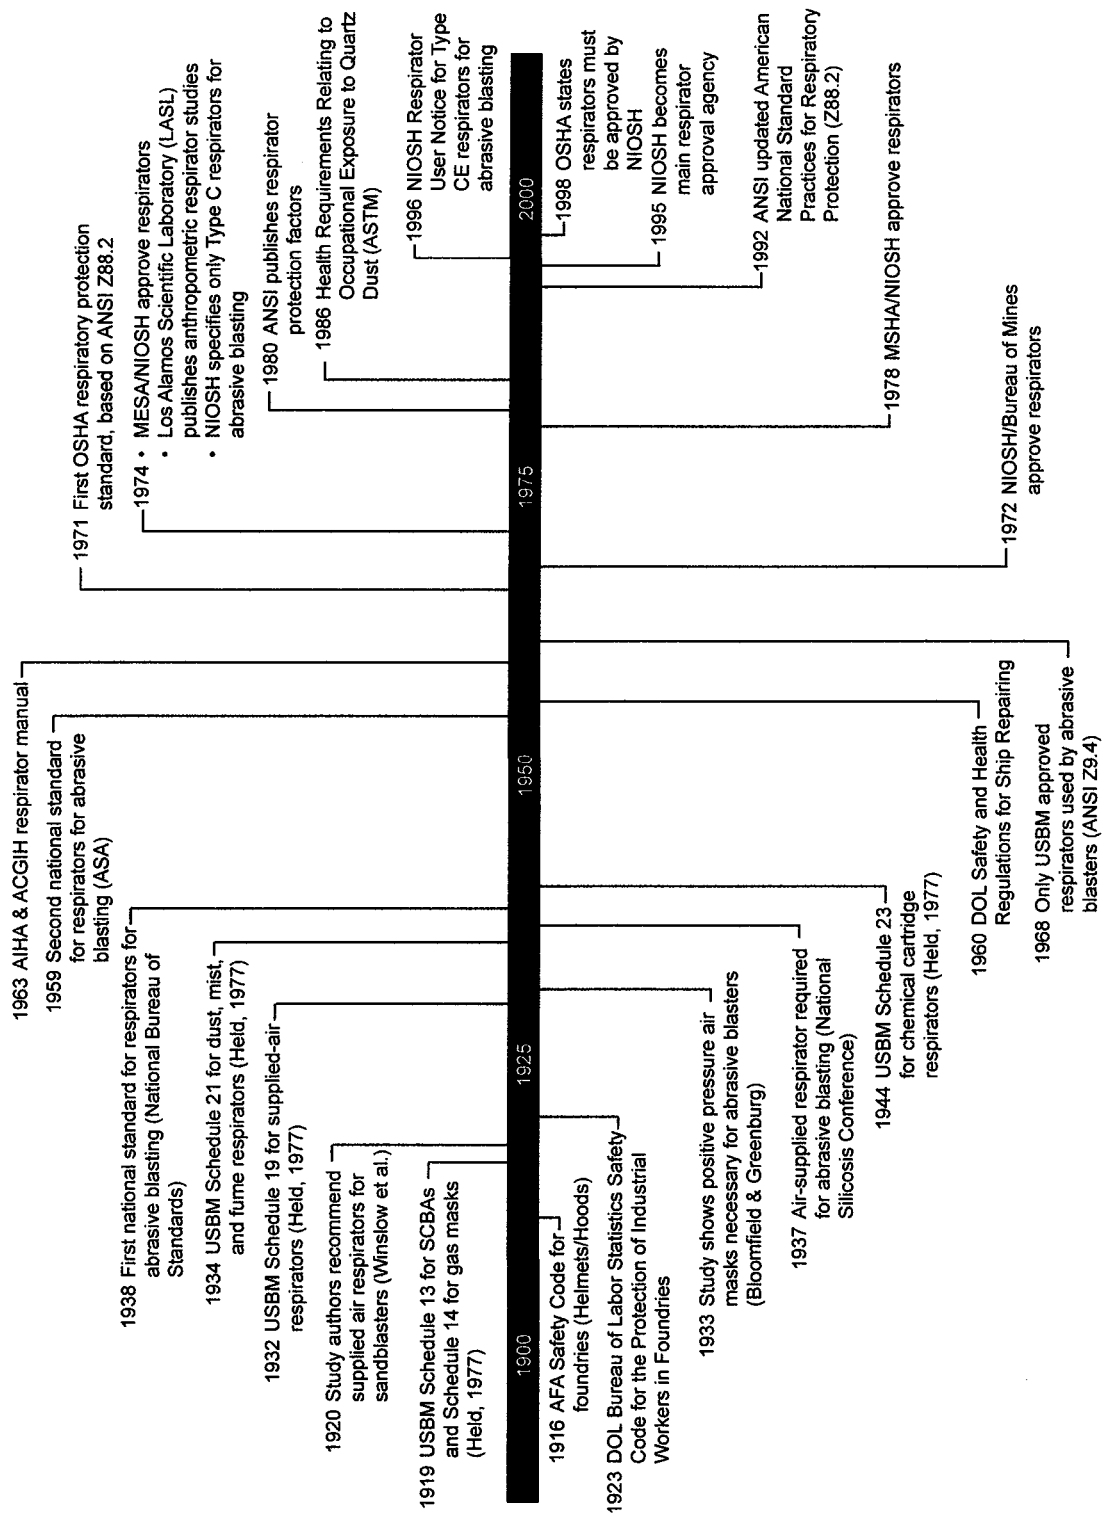 1963 AIHA & ACGIH respirator manual
1959 Second national standard
for respirators for abrasive
blasting (ASA)
1938 First national standard for respirators for
abrasive blasting (National Bureau of
Standards)
1934 USBM Schedule 21 for dust, mist,
and fume respirators (Held, 1977)
1932 USBM Schedule 19 for supplied-air
respirators (Held, 1977)
1920 Study authors recommend
supplied air respirators for
sandblasters (Winslow et al.)
1919 USBM Schedule 13 for SCBAs
and Schedule 14 for gas masks
(Held, 1977)
1971 First OSHA respiratory protection
standard, based on ANSI Z88.2
1974 • MESA/NIOSH approve respirators
• Los Alamos Scientific Laboratory (LASL)
publishes anthropometric respirator studies
• NIOSH specifies only Type C respirators for
abrasive blasting
1980 ANSI publishes respirator
protection factors
1986 Health Requirements Relating to
Occupational Exposure to Quartz
Dust (ASTM)
1996 NIOSH Respirator
User Notice for Type
CE respirators for
abrasive blasting
1900
1925
1950
1975
2000
1916 AFA Safety Code for
foundries (Helmets/Hoods)
1923 DOL Bureau of Labor Statistics Safety
Code for the Protection of Industrial
Workers in Foundries
1933 Study shows positive pressure air
masks necessary for abrasive blasters
(Bloomfield & Greenburg)
1937 Air-supplied respirator required
for abrasive blasting (National
Silicosis Conference)
1944 USBM Schedule 23
for chemical cartridge
respirators (Held, 1977)
1960 DOL Safety and Health
Regulations for Ship Repairing
1968 Only USBM approved
respirators used by abrasive
blasters (ANSI Z9.4)
1998 OSHA states
respirators must
be approved by
NIOSH
1995 NIOSH becomes
main respirator
approval agency
1992 ANSI updated American
National Standard
Practices for Respiratory
Protection (Z88.2)
1978 MSHA/NIOSH approve respirators
1972 NIOSH/Bureau of Mines
approve respirators